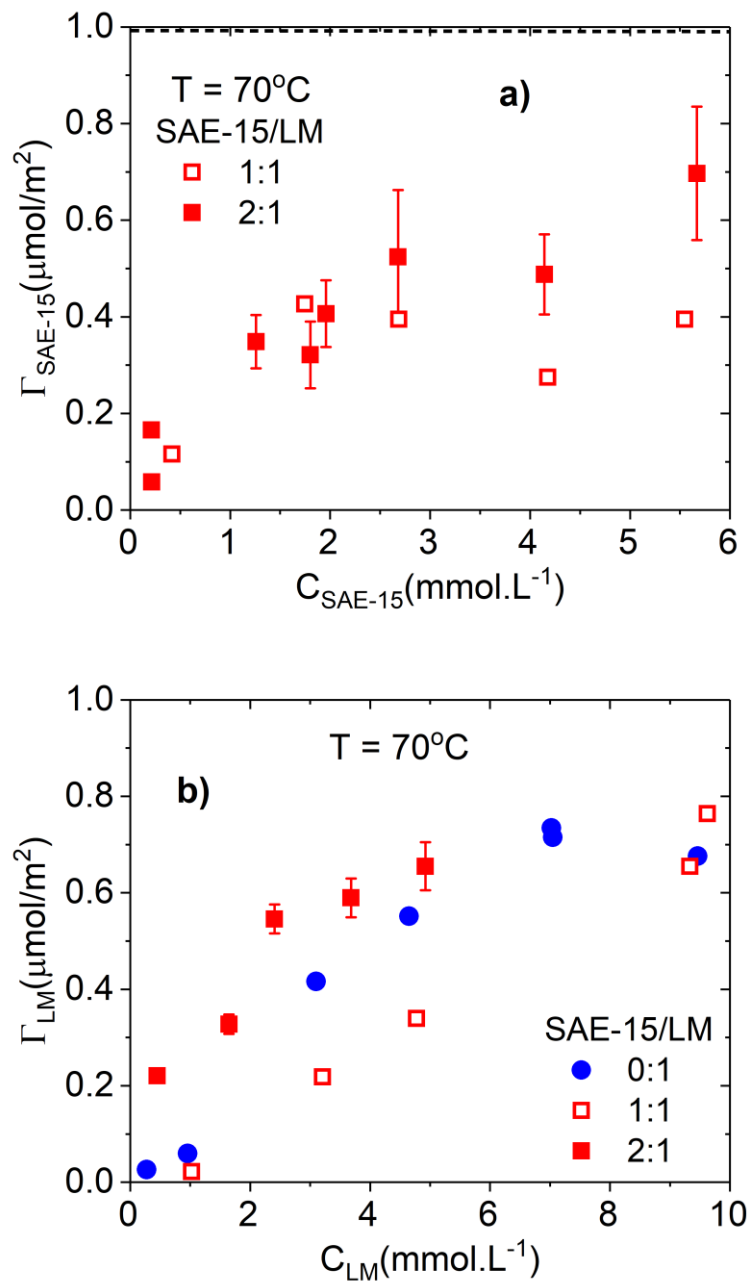 1.0
T = 70°C
a)
SAE-15/LM
0.8
1:1
2:1
0.6
0.4
0.2
0.0
Γ_SAE-15(μmol/m²)
0 1 2 3 4 5 6
C_SAE-15(mmol.L⁻¹)
1.0
T = 70°C
b)
0.8
0.6
0.4
SAE-15/LM
0:1
0.2
1:1
2:1
0.0
Γ_LM(μmol/m²)
0 2 4 6 8 10
C_LM(mmol.L⁻¹)